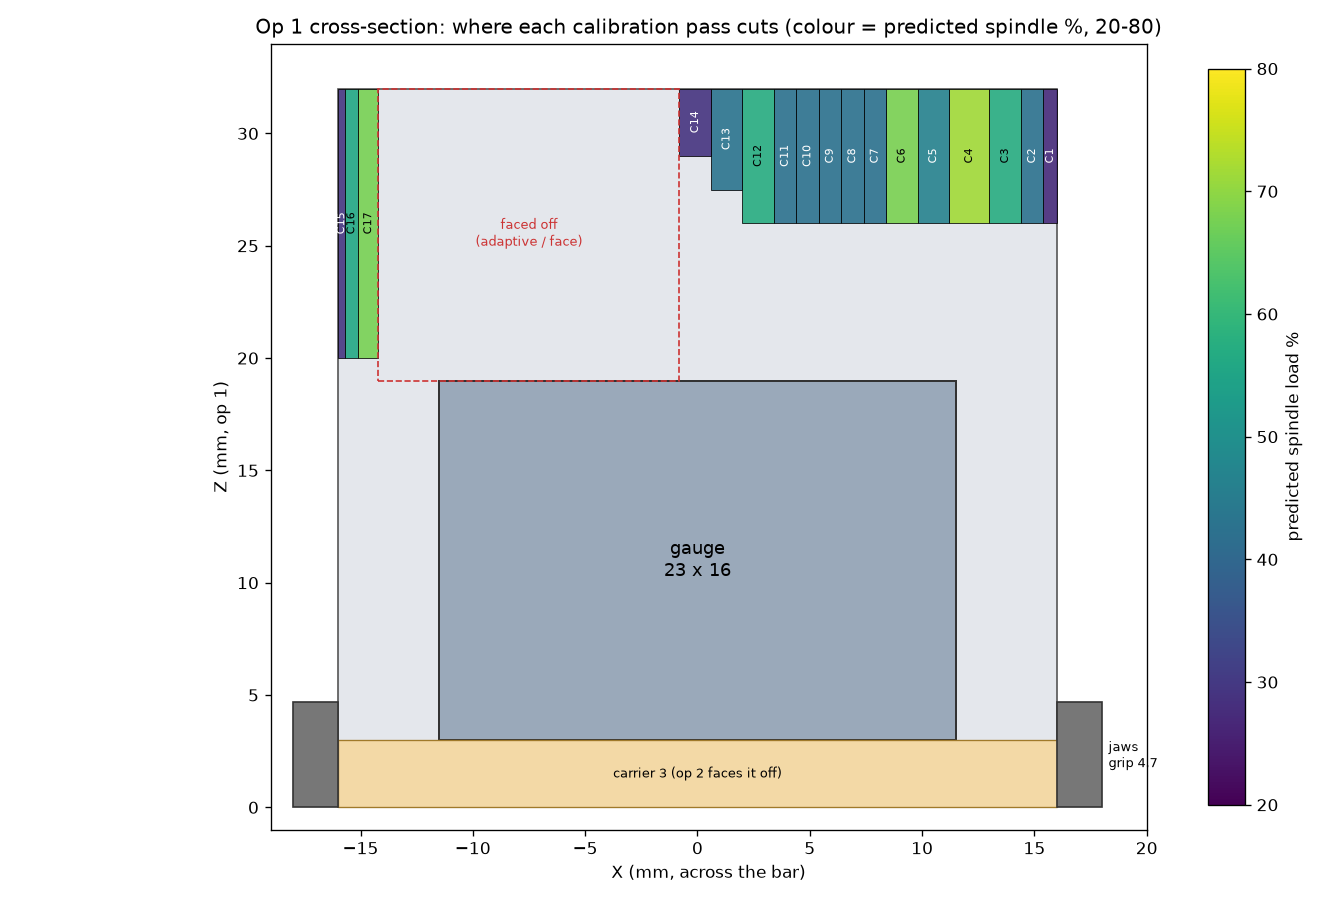 Op 1 cross-section: where each calibration pass cuts (colour = predicted spindle %, 20-80)
C15
C16
C17
C14
C13
C12
C11
C10
C9
C8
C7
C6
C5
C4
C3
C2
C1
faced off
(adaptive / face)
gauge
23 x 16
carrier 3 (op 2 faces it off)
jaws
grip 4.7
30
25
20
15
10
5
0
Z (mm, op 1)
−15
−10
−5
0
5
10
15
20
X (mm, across the bar)
80
70
60
50
40
30
20
predicted spindle load %